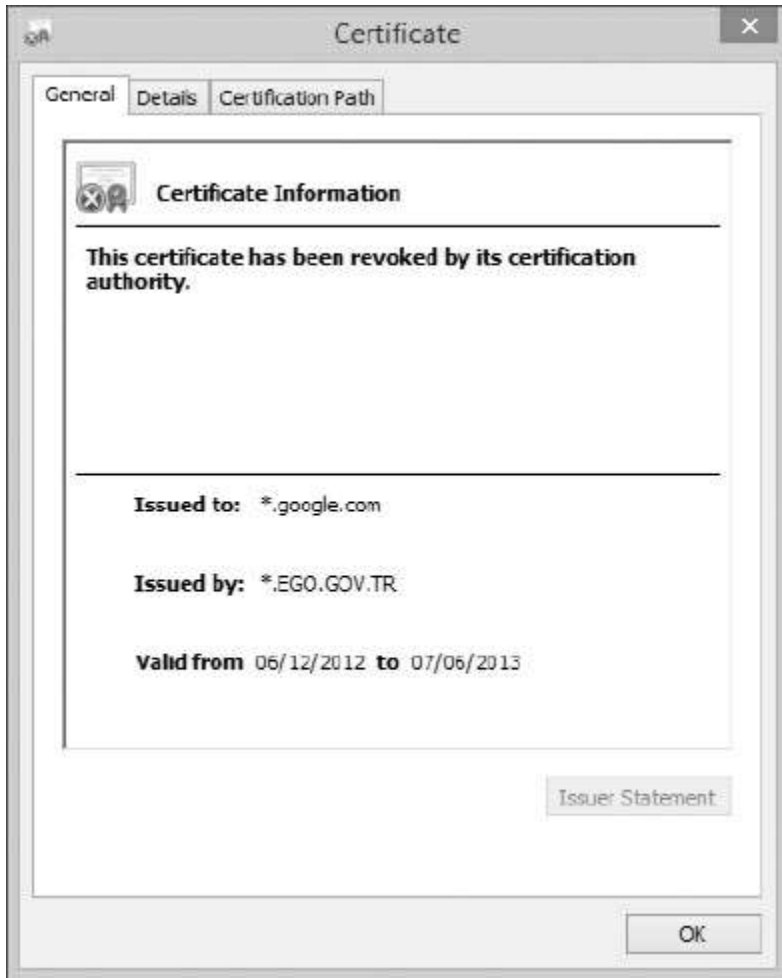 Certificate
General Details Certification Path
Certificate Information
This certificate has been revoked by its certification
authority.
Issued to: *.google.com
Issued by: *.EGO.GOV.TR
Valid from 06/12/2012 to 07/06/2013
Issuer Statement
OK